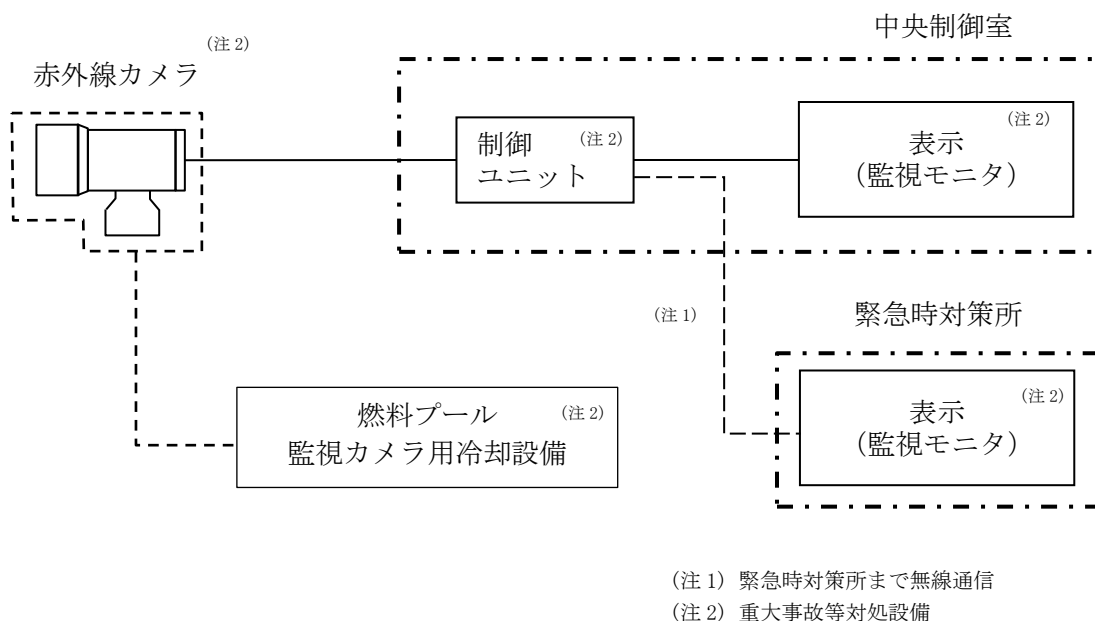 中央制御室
(注2)
赤外線カメラ
制御 (注2)
ユニット
(注2)
表示
(監視モニタ)
(注1)
緊急時対策所
燃料プール (注2)
監視カメラ用冷却設備
(注2)
表示
(監視モニタ)
(注1) 緊急時対策所まで無線通信
(注2) 重大事故等対処設備